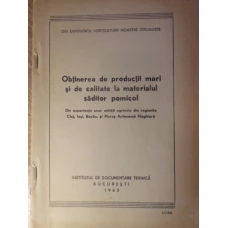 DIN EXPERIENȚA AGRICULTURII NOASTRE SOCIALISTE
Obținerea de producții mari
și de calitate la materialul
săditor pomicol
Din experiența unor unități agricole din regiunile
Cluj, Iași, Bacău, și Mureș Autonomă Maghiară
INSTITUTUL DE DOCUMENTARE TEHNICĂ
BUCUREȘTI